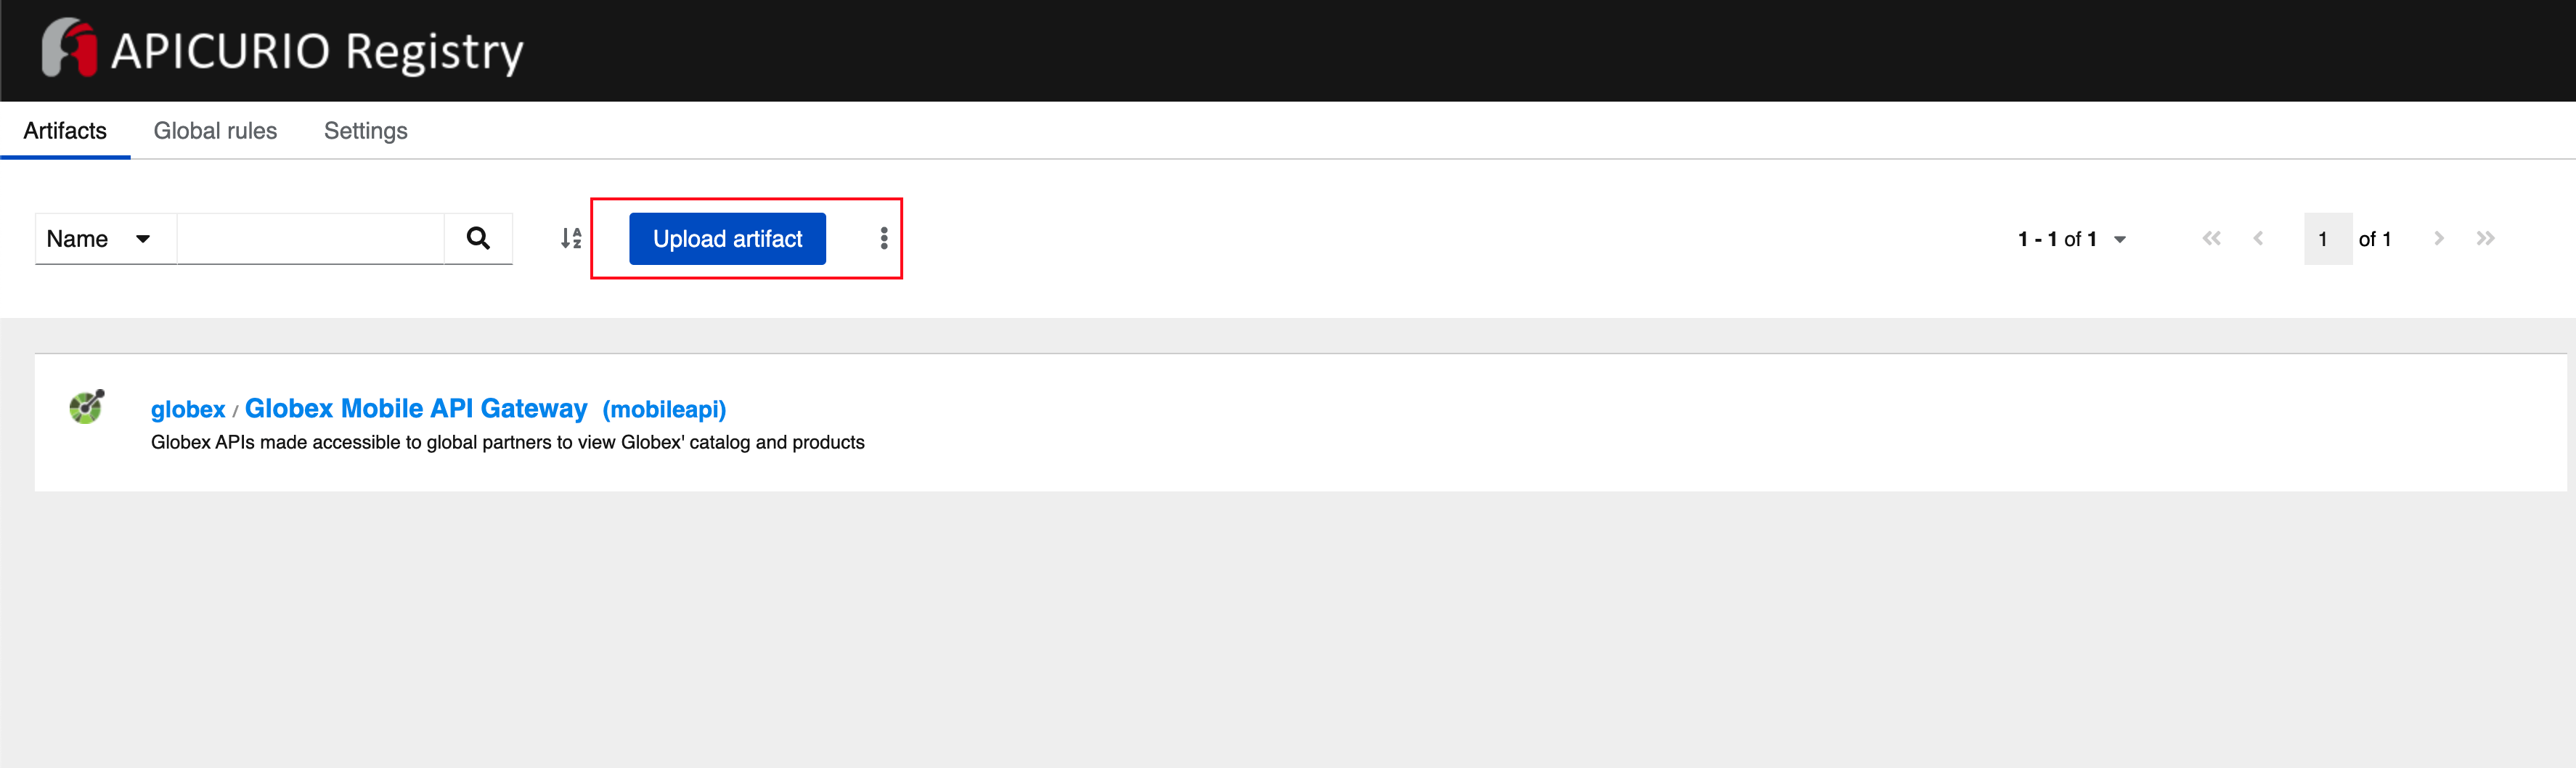 APICURIO Registry
Artifacts Global rules Settings
Name Upload artifact 1 - 1 of 1 1 of 1
globex / Globex Mobile API Gateway (mobileapi)
Globex APIs made accessible to global partners to view Globex' catalog and products